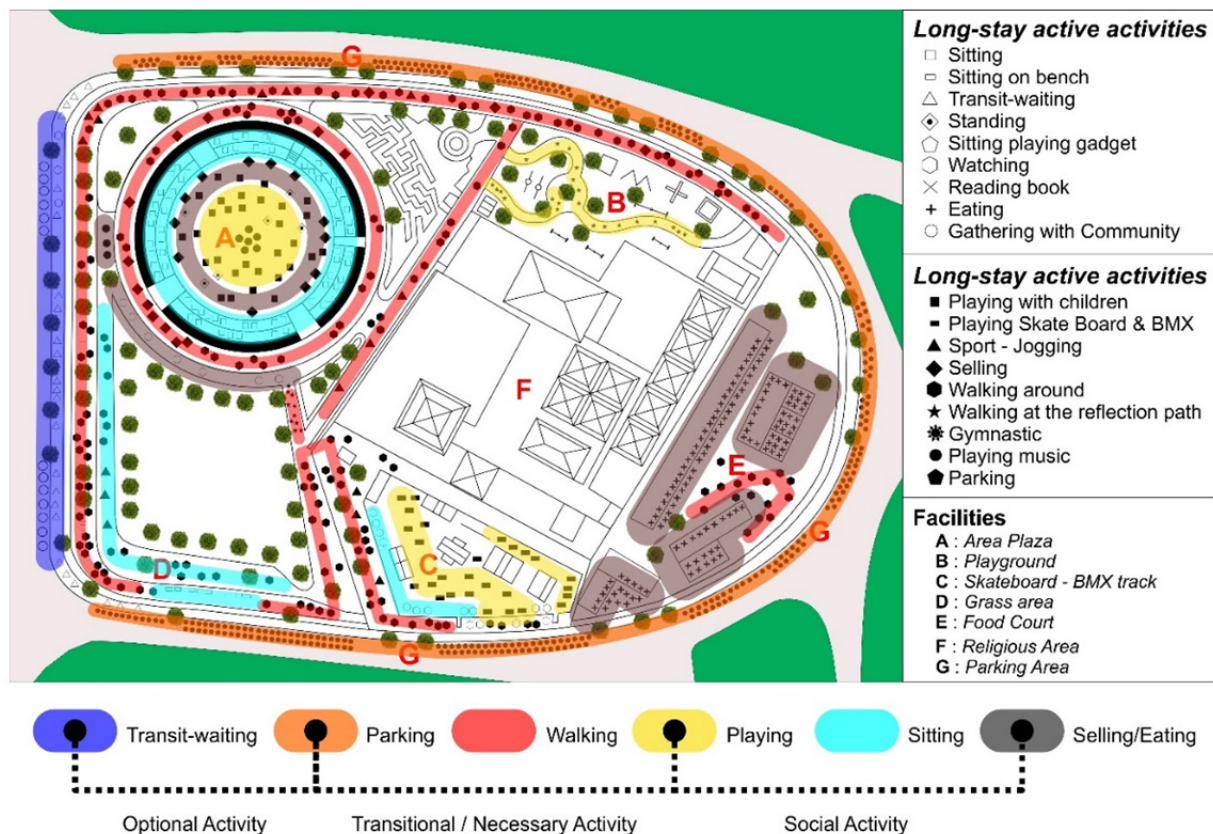 G
A
B
F
E
C
D
G
G
Long-stay active activities
Sitting
Sitting on bench
Transit-waiting
Standing
Sitting playing gadget
Watching
Reading book
Eating
Gathering with Community
Long-stay active activities
Playing with children
Playing Skate Board & BMX
Sport - Jogging
Selling
Walking around
Walking at the reflection path
Gymnastic
Playing music
Parking
Facilities
A : Area Plaza
B : Playground
C : Skateboard - BMX track
D : Grass area
E : Food Court
F : Religious Area
G : Parking Area
Transit-waiting Parking Walking Playing Sitting Selling/Eating
Optional Activity Transitional / Necessary Activity Social Activity